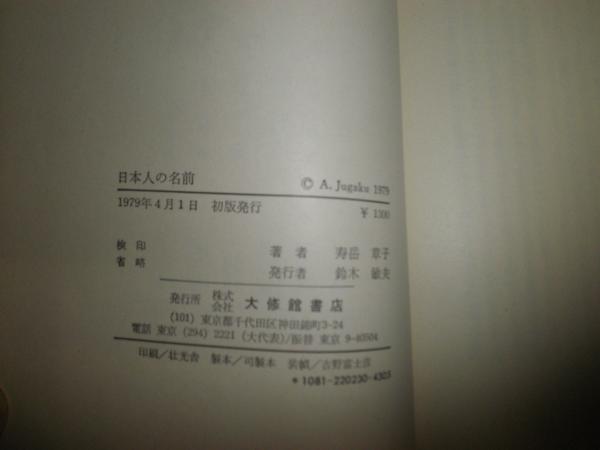 日本人の名前
© A. Jugaku 1979
1979年4月1日 初版発行
¥ 1300
検印
省略
著者 寿岳 章子
発行者 鈴木 敏夫
発行所 株式会社 大修館書店
(101) 東京都千代田区神田錦町3-24
電話 東京 (294) 2221 (大代表)/振替 東京 9-40504
印刷/壮光舎 製本/司製本 装幀/古野富士彦
*1081-220230-4305